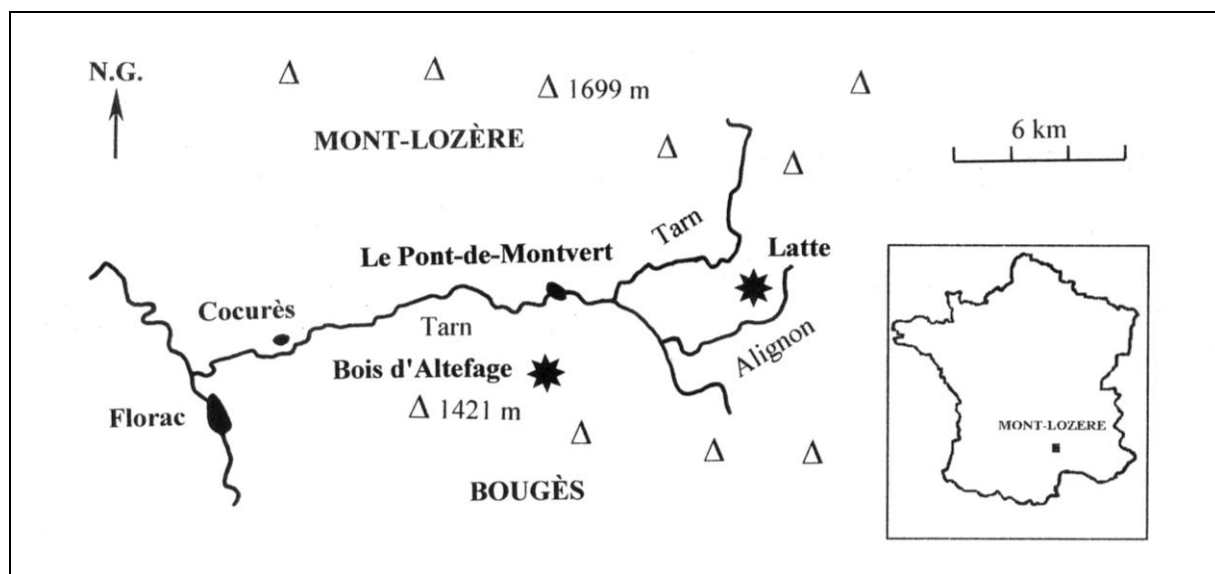 N.G.
Δ 1699 m
MONT-LOZÈRE
6 km
Tarn
Latte
Le Pont-de-Montvert
Cocurès
Tarn
Alignon
Bois d'Altefage
Δ 1421 m
Florac
MONT-LOZERE
BOUGÈS